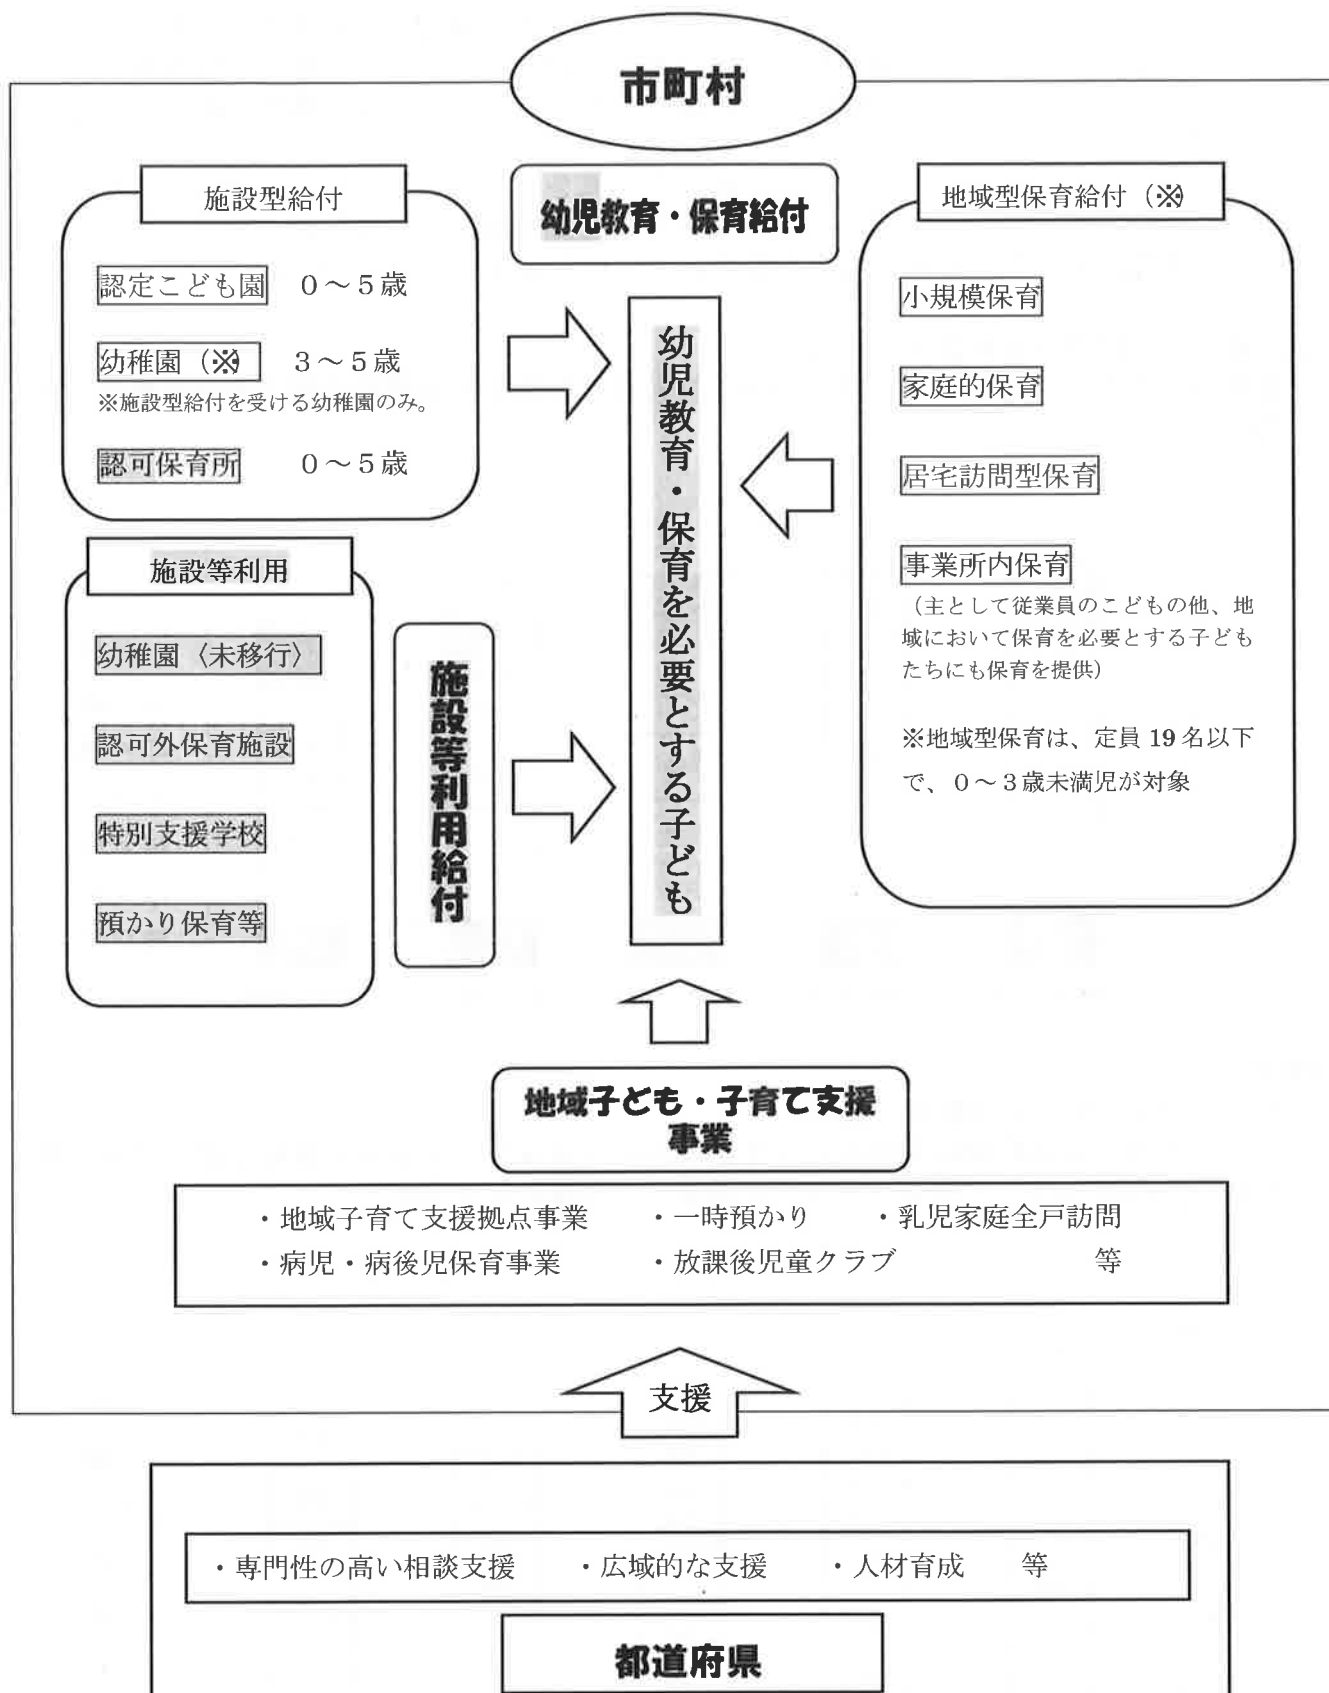 市町村
施設型給付
認定こども園　０～５歳
幼稚園（※）　３～５歳
※施設型給付を受ける幼稚園のみ。
認可保育所　０～５歳
幼児教育・保育給付
地域型保育給付（※）
小規模保育
家庭的保育
居宅訪問型保育
事業所内保育
（主として従業員のこどもの他、地
域において保育を必要とする子ども
たちにも保育を提供）
※地域型保育は、定員 19 名以下
で、０～３歳未満児が対象
幼児教育・保育を必要とする子ども
施設等利用
幼稚園〈未移行〉
認可外保育施設
特別支援学校
預かり保育等
施設等利用給付
地域子ども・子育て支援
事業
・地域子育て支援拠点事業　・一時預かり　・乳児家庭全戸訪問
・病児・病後児保育事業　・放課後児童クラブ　等
支援
・専門性の高い相談支援　・広域的な支援　・人材育成　等
都道府県